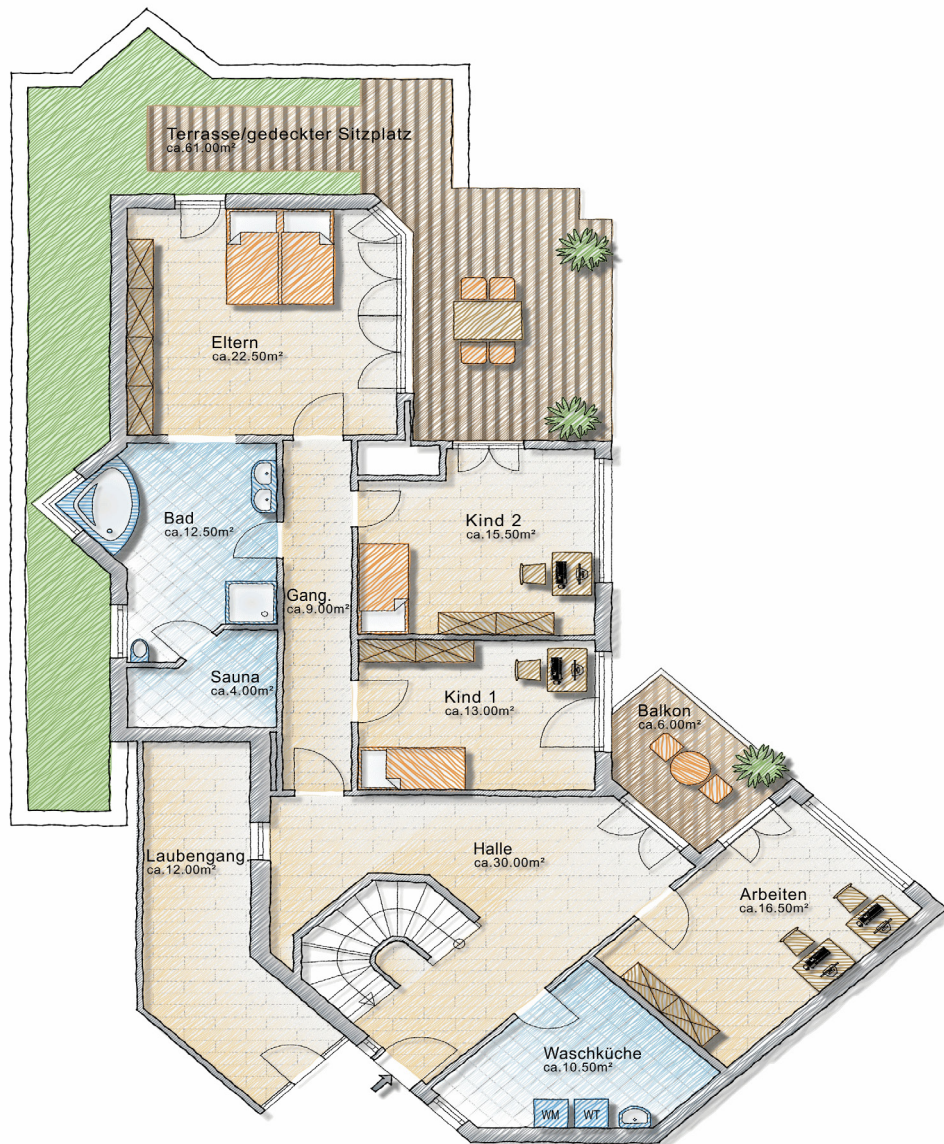 Terrasse/gedeckter Sitzplatz
ca.61.00m²
Eltern
ca.22.50m²
Bad
ca.12.50m²
Kind 2
ca.15.50m²
Gang.
ca.9.00m²
Sauna
ca.4.00m²
Kind 1
ca.13.00m²
Balkon
ca.6.00m²
Laubengang
ca.12.00m²
Halle
ca.30.00m²
Arbeiten
ca.16.50m²
Waschküche
ca.10.50m²
WM
WT